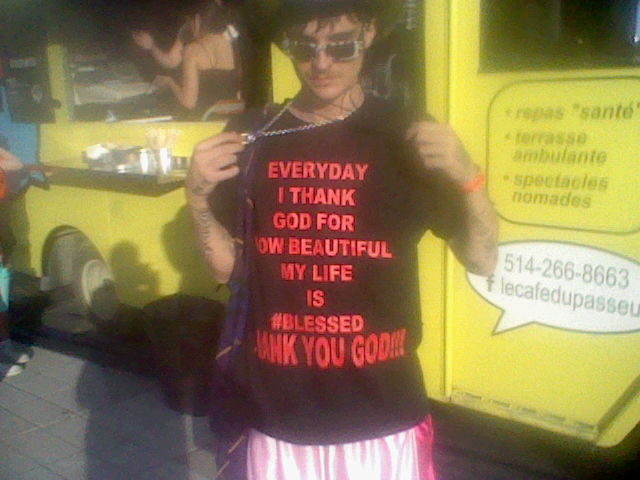 EVERYDAY
I THANK
GOD FOR
OW BEAUTIFUL
MY LIFE
IS
#BLESSED
ANK YOU GOD!!!
• repas "santé"
• terrasse
ambulante
• spectacles
nomades
514-266-8663
f lecafedupasseu